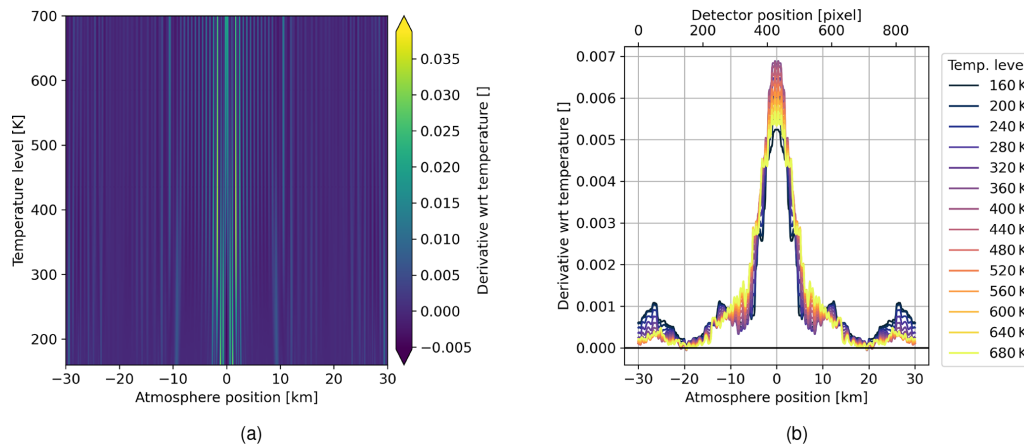 700
600
500
400
300
200
Temperature level [K]
−30 −20 −10 0 10 20 30
Atmosphere position [km]
0.035
0.030
0.025
0.020
0.015
0.010
0.005
0.000
−0.005
Derivative wrt temperature []
(a)
Detector position [pixel]
0 200 400 600 800
0.007
0.006
0.005
0.004
0.003
0.002
0.001
0.000
Derivative wrt temperature []
−30 −20 −10 0 10 20 30
Atmosphere position [km]
Temp. leve
160 K
200 K
240 K
280 K
320 K
360 K
400 K
440 K
480 K
520 K
560 K
600 K
640 K
680 K
(b)